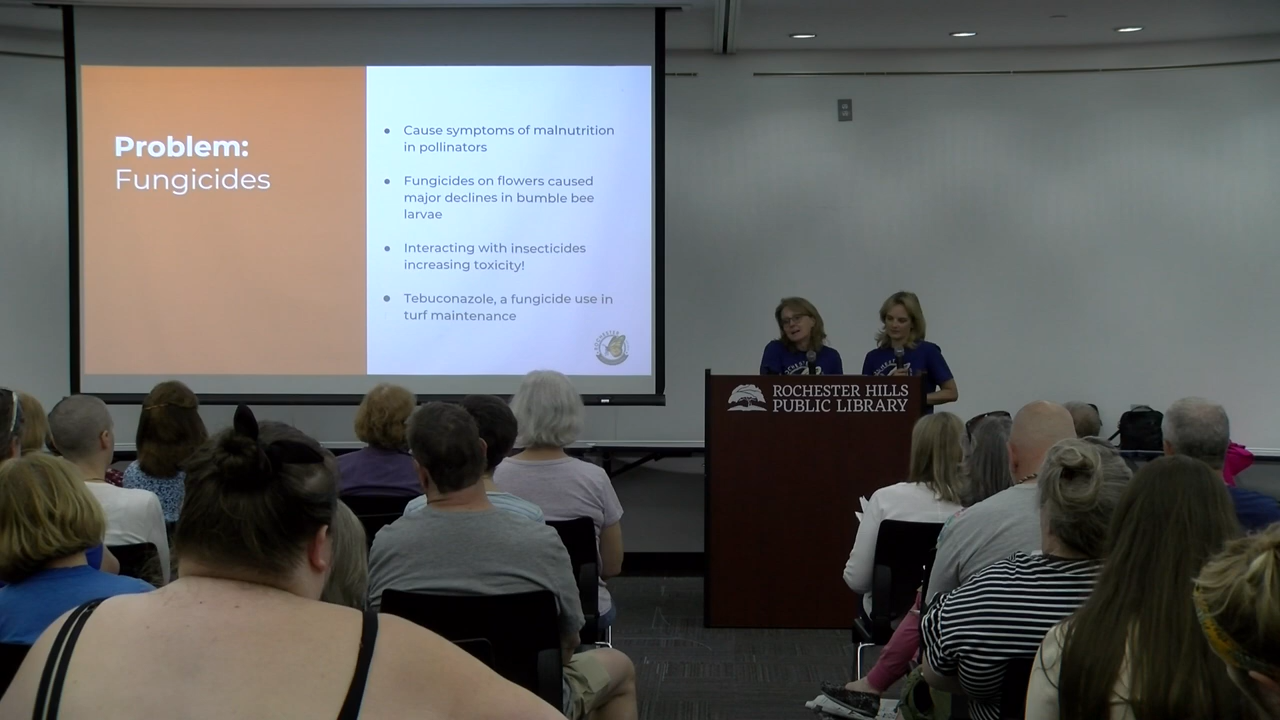 Problem:
Fungicides
● Cause symptoms of malnutrition
in pollinators
● Fungicides on flowers caused
major declines in bumble bee
larvae
● Interacting with insecticides
increasing toxicity!
● Tebuconazole, a fungicide use in
turf maintenance
ROCHESTER
ROCHESTER HILLS
PUBLIC LIBRARY